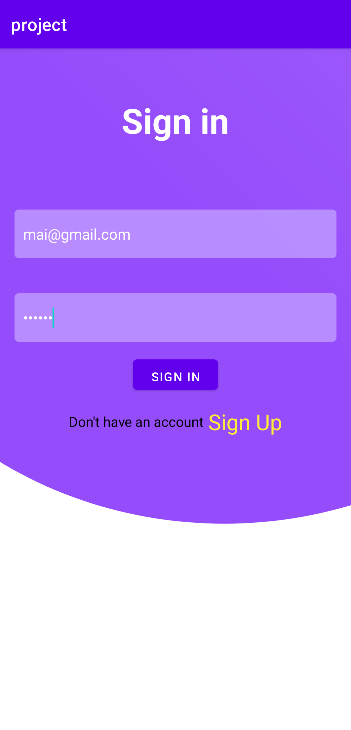 project
Sign in
mai@gmail.com
••••••
SIGN IN
Don't have an account Sign Up